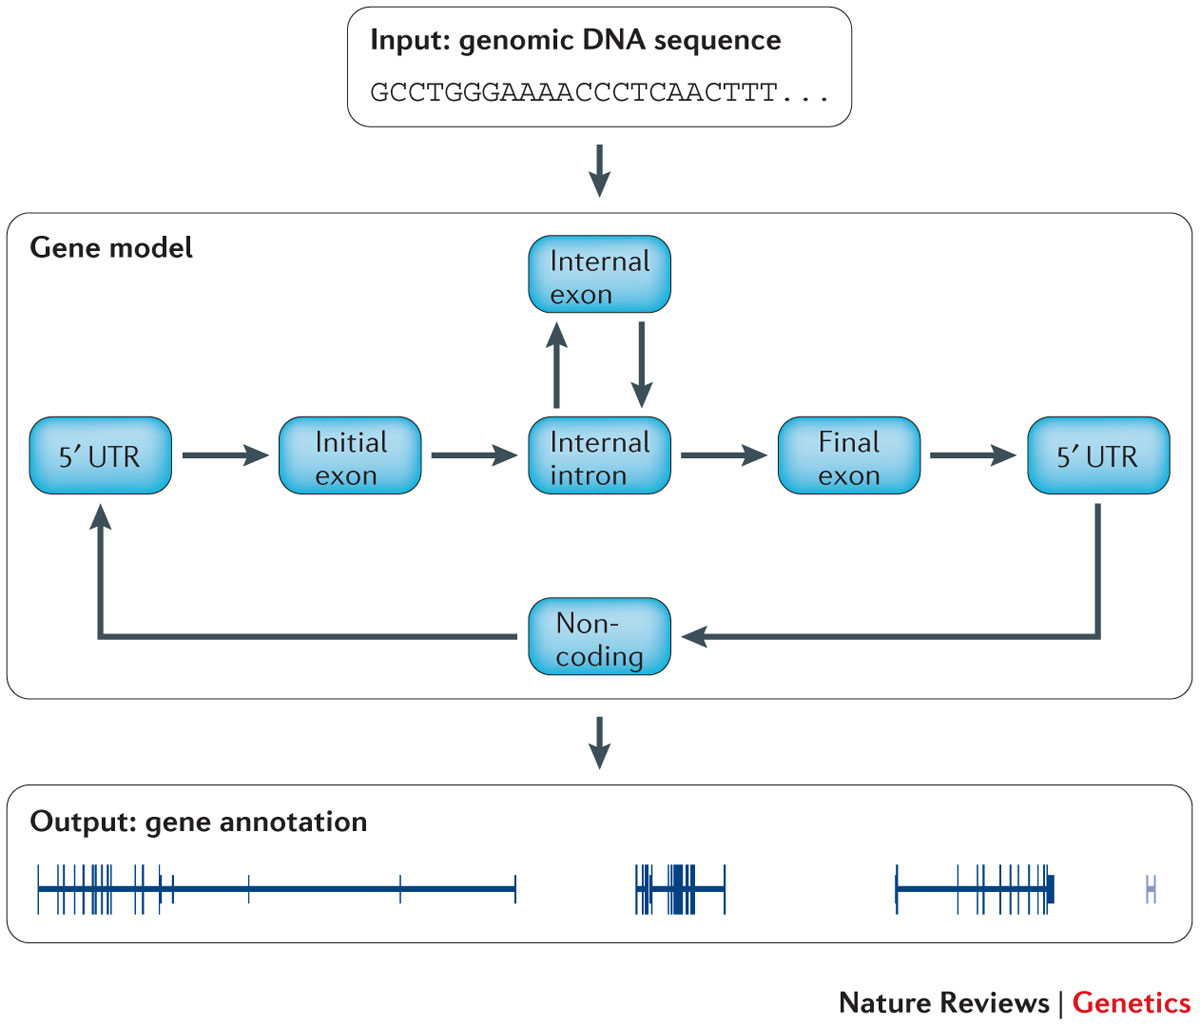 Input: genomic DNA sequence
GCCTGGGAAAACCCTCAACTTT...
Gene model
Internal
exon
5′ UTR
Initial
exon
Internal
intron
Final
exon
5′ UTR
Non-
coding
Output: gene annotation
Nature Reviews | Genetics